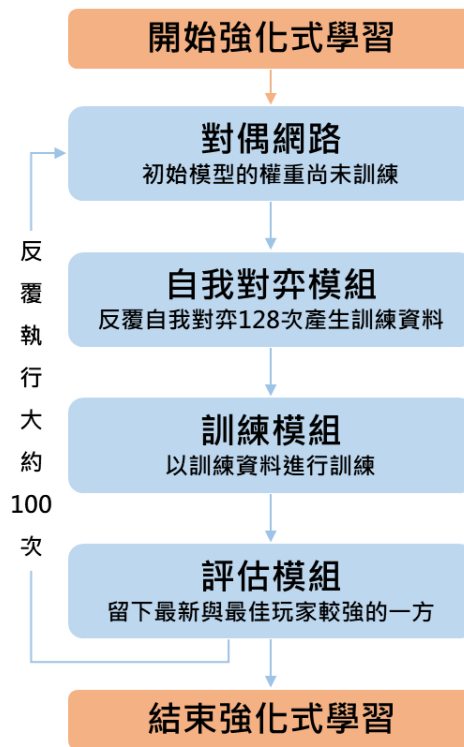 開始強化式學習
對偶網路
初始模型的權重尚未訓練
自我對弈模組
反覆自我對弈128次產生訓練資料
訓練模組
以訓練資料進行訓練
評估模組
留下最新與最佳玩家較強的一方
結束強化式學習
反
覆
執
行
大
約
100
次